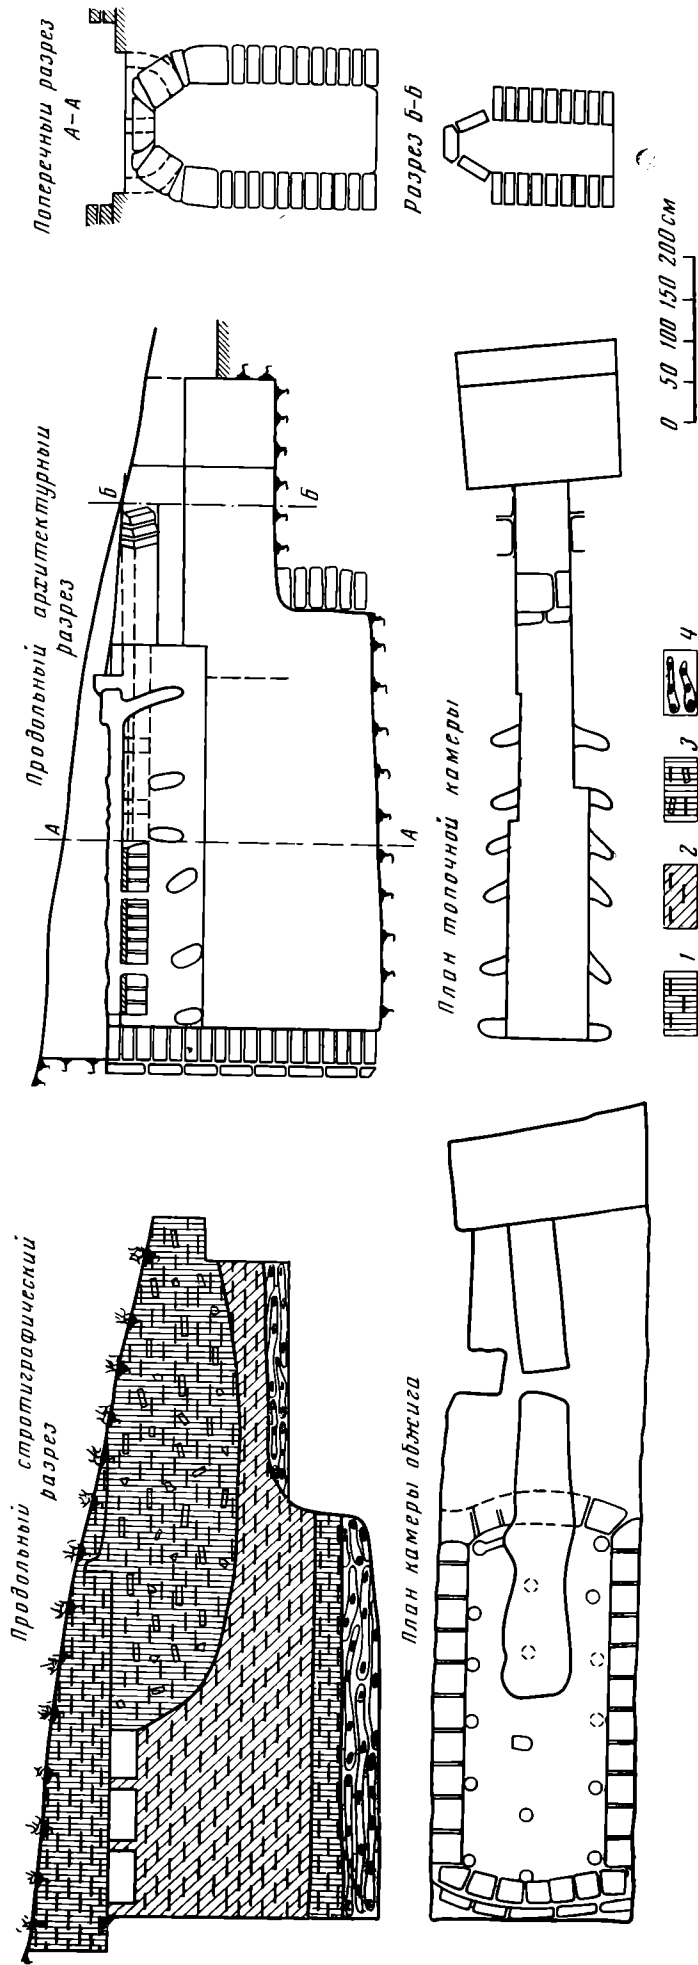 Продольный стротиграфический
разрез
Продольный архитектурный
разрез
Поперечный разрез
А-А
А
Б
А
Б
План камеры обжига
План топочной камеры
Разрез Б-Б
1
2
3
4
0 50 100 150 200 см